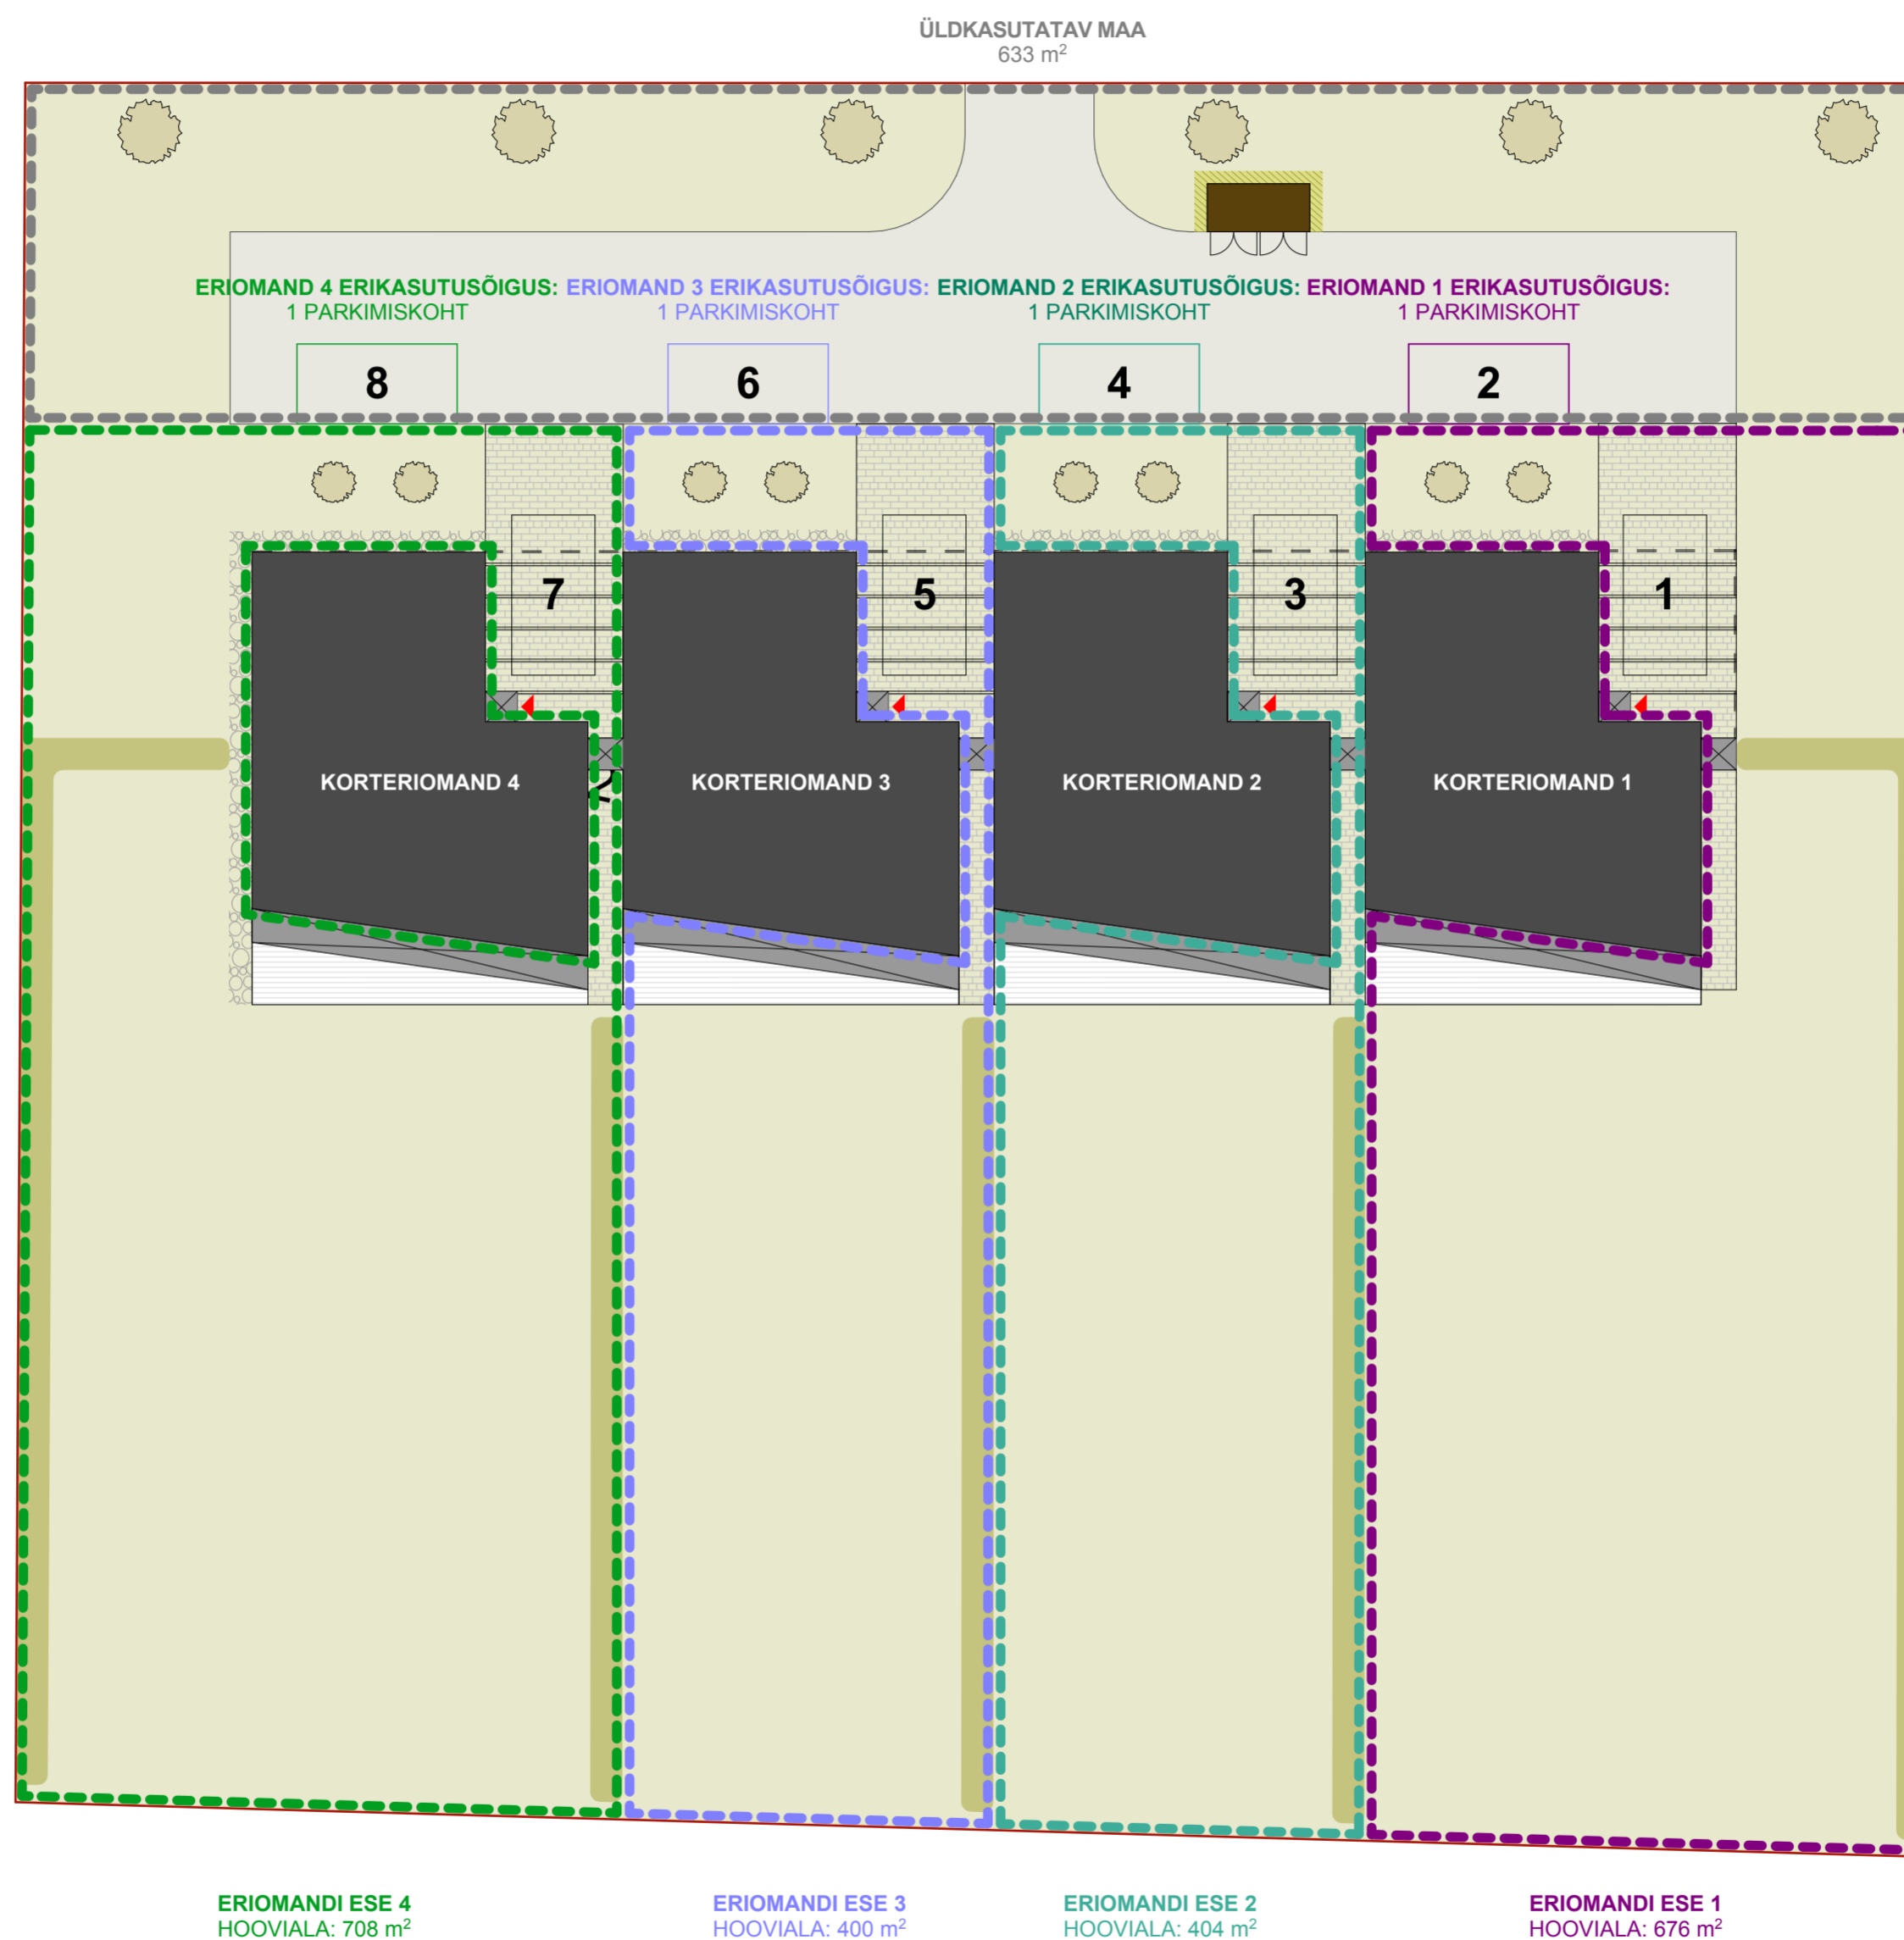 ÜLDKASUTATAV MAA
633 m²
ERIOMAND 4 ERIKASUTUSÕIGUS: ERIOMAND 3 ERIKASUTUSÕIGUS: ERIOMAND 2 ERIKASUTUSÕIGUS: ERIOMAND 1 ERIKASUTUSÕIGUS:
1 PARKIMISKOHT 1 PARKIMISKOHT 1 PARKIMISKOHT 1 PARKIMISKOHT
8 6 4 2
7 5 3 1
KORTERIOMAND 4 KORTERIOMAND 3 KORTERIOMAND 2 KORTERIOMAND 1
ERIOMANDI ESE 4 ERIOMANDI ESE 3 ERIOMANDI ESE 2 ERIOMANDI ESE 1
HOOVIALA: 708 m² HOOVIALA: 400 m² HOOVIALA: 404 m² HOOVIALA: 676 m²